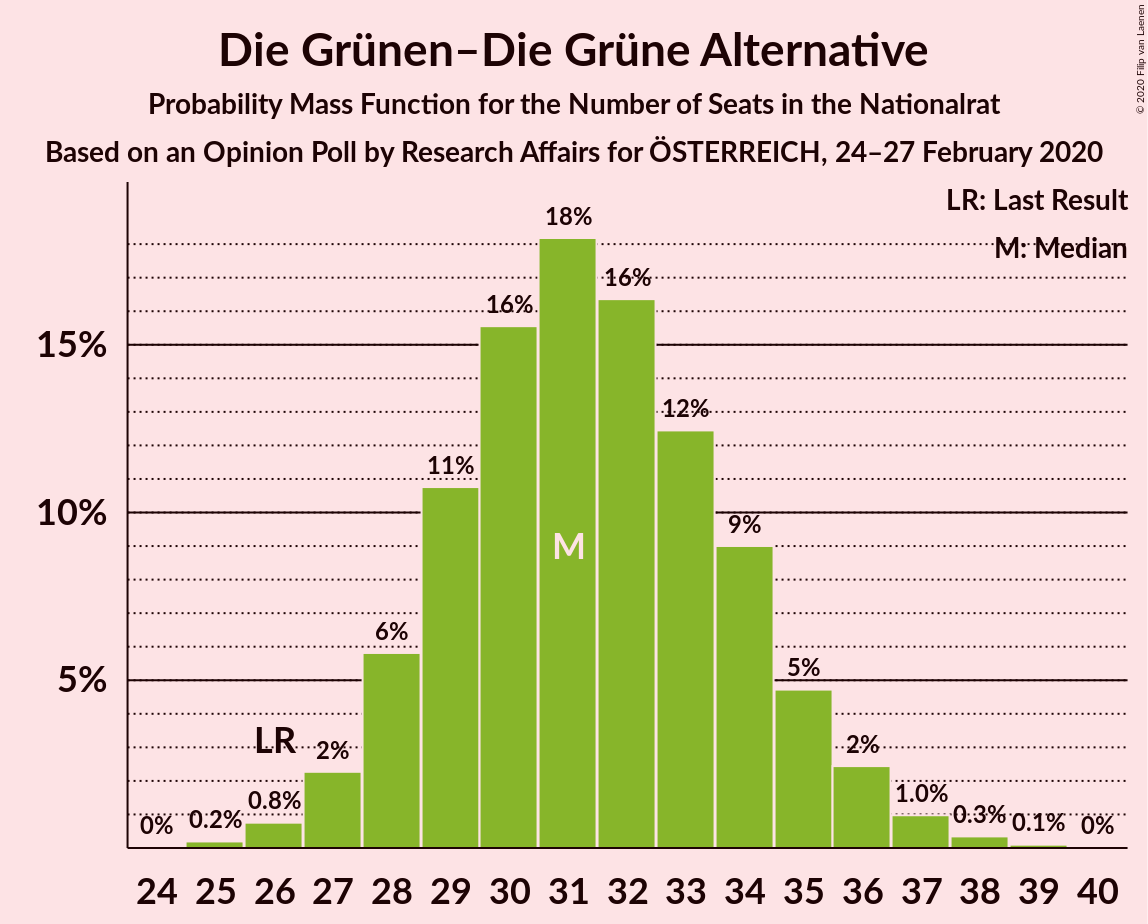 Die Grünen–Die Grüne Alternative
Probability Mass Function for the Number of Seats in the Nationalrat
Based on an Opinion Poll by Research Affairs for ÖSTERREICH, 24–27 February 2020
© 2020 Filip van Laenen
LR: Last Result
M: Median
18%
16%
16%
15%
12%
11%
10%
9%
M
6%
5%
5%
LR
2%
2%
0.8%
1.0%
0%
0.2%
0.3%
0.1%
0%
24 25 26 27 28 29 30 31 32 33 34 35 36 37 38 39 40